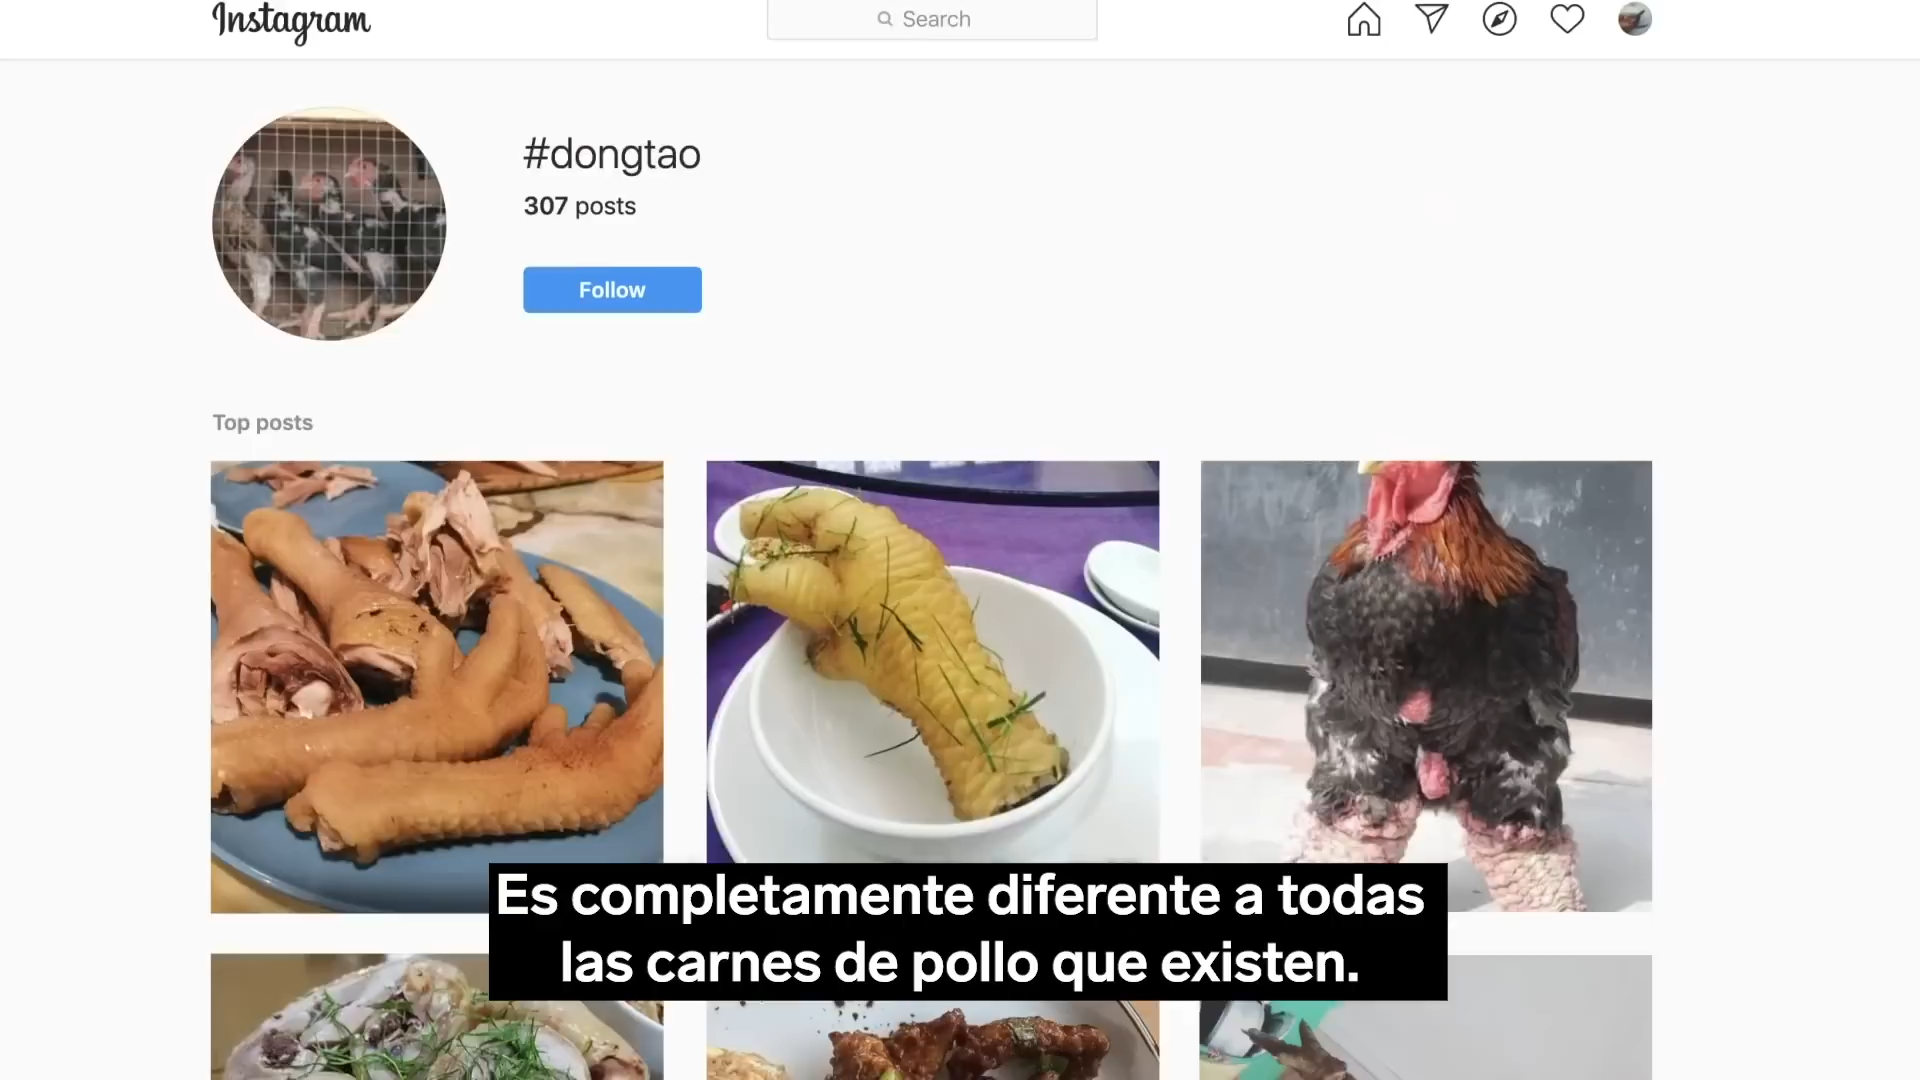 Instagram
Search
#dongtao
307 posts
Follow
Top posts
Es completamente diferente a todas
las carnes de pollo que existen.